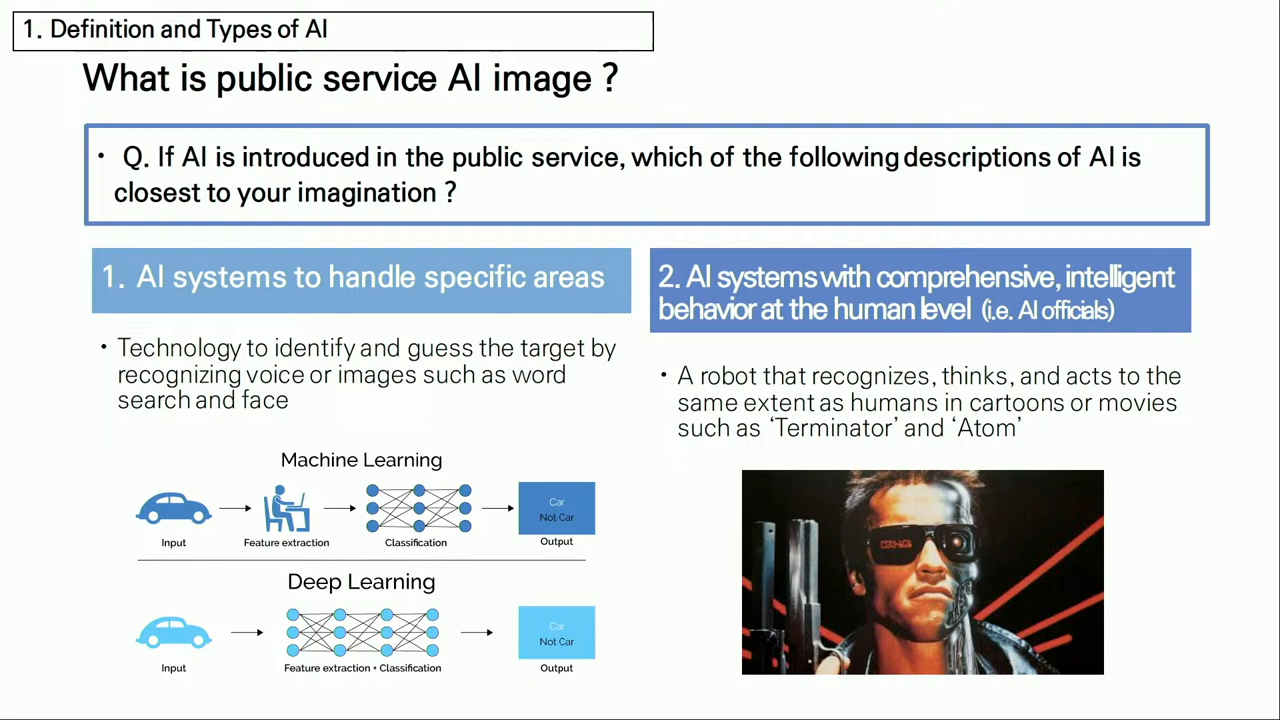 1. Definition and Types of AI
What is public service AI image ?
• Q. If AI is introduced in the public service, which of the following descriptions of AI is
closest to your imagination ?
1. AI systems to handle specific areas
• Technology to identify and guess the target by
recognizing voice or images such as word
search and face
Machine Learning
Car
Not Car
Input
Feature extraction
Classification
Output
Deep Learning
Car
Not Car
Input
Feature extraction + Classification
Output
2. AI systems with comprehensive, intelligent
behavior at the human level (i.e. AI officials)
• A robot that recognizes, thinks, and acts to the
same extent as humans in cartoons or movies
such as ‘Terminator’ and ‘Atom’